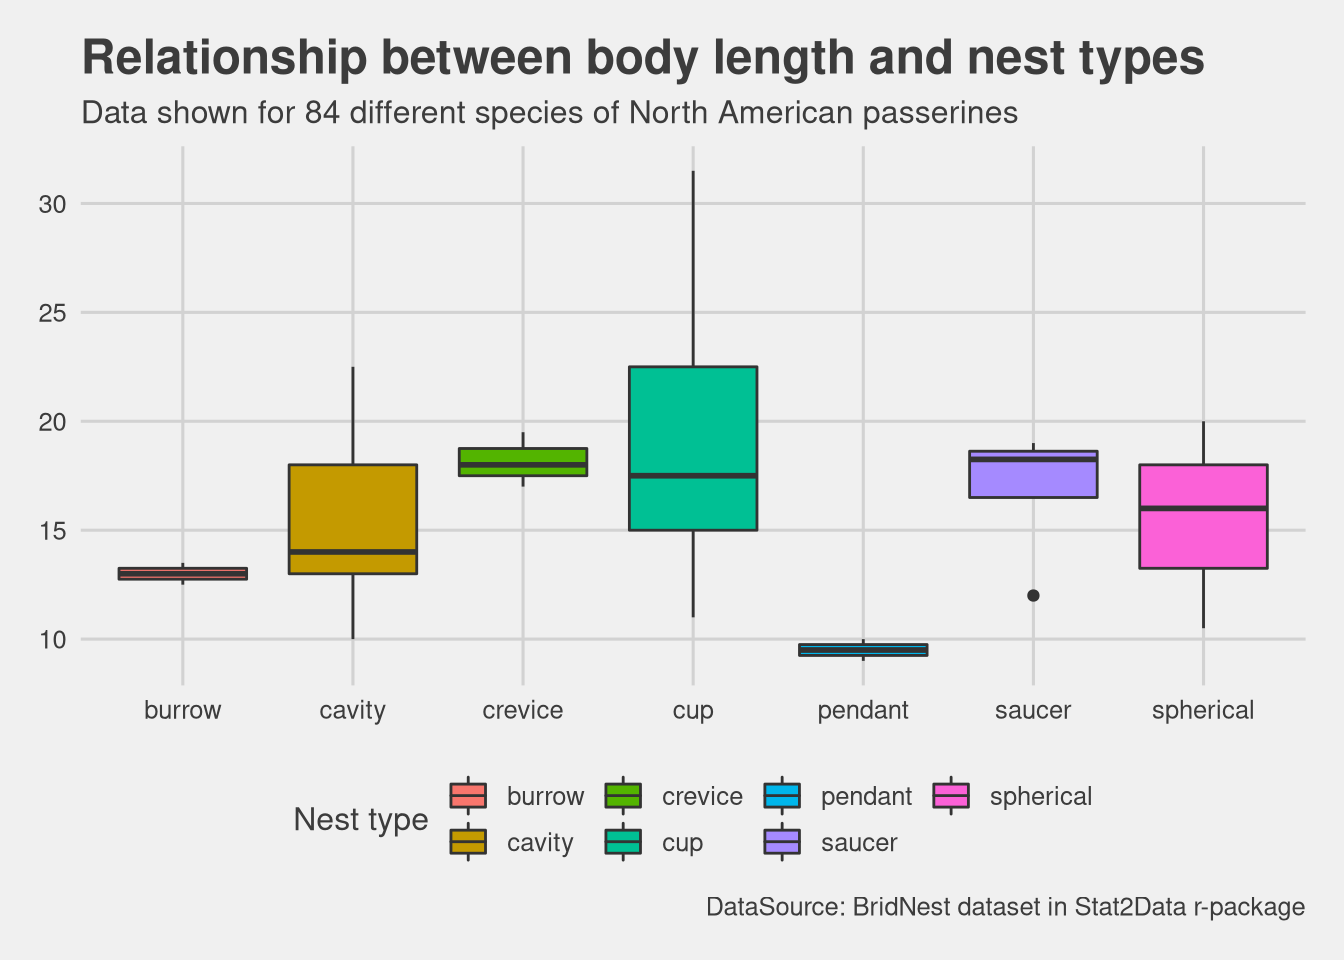 Relationship between body length and nest types
Data shown for 84 different species of North American passerines
30
25
20
15
10
burrow cavity crevice cup pendant saucer spherical
Nest type
burrow crevice pendant spherical
cavity cup saucer
DataSource: BridNest dataset in Stat2Data r-package